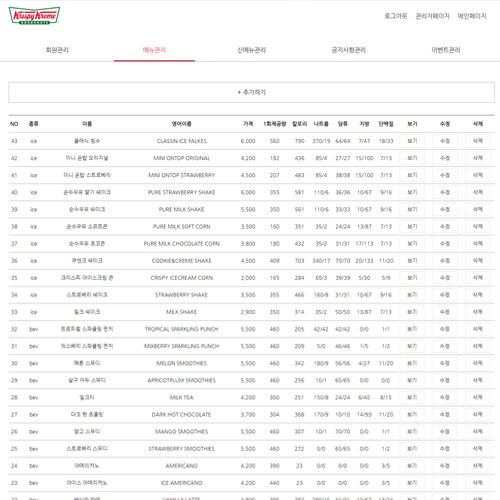 Krispy Kreme
DOUGHNUTS
로그아웃 관리자페이지 메인페이지
회원관리 메뉴관리 신메뉴관리 공지사항관리 이벤트관리
+ 추가하기
NO 종류 이름 영어이름 가격 1회제공량 칼로리 나트륨 당류 지방 단백질 보기 수정 삭제
43 ice 클래식 빙수 CLASSIN ICE FALKES 6,000 560 790 370/19 64/64 7/47 18/33 보기 수정 삭제
42 ice 미니 온탑 오리지널 MINI ONTOP ORIGINAL 4,200 182 436 85/4 27/27 15/100 7/13 보기 수정 삭제
41 ice 미니 온탑 스트로베리 MINI ONTOP STRAWBERRY 4,500 207 483 85/4 38/38 15/100 7/13 보기 수정 삭제
40 ice 순수우유 딸기 쉐이크 PURE STRAWBERRY SHAKE 6,000 355 581 110/6 36/36 10/67 9/16 보기 수정 삭제
39 ice 순수우유 쉐이크 PURE MILK SHAKE 5,500 350 561 110/6 33/33 10/67 9/16 보기 수정 삭제
38 ice 순수우유 소프트콘 PURE MILK SOFT CORN 3,500 160 351 35/2 24/24 13/87 7/13 보기 수정 삭제
37 ice 순수우유 초코콘 PURE MILK CHOCOLATE CORN 3,800 180 432 35/2 31/31 17/113 7/13 보기 수정 삭제
36 ice 쿠앤크 쉐이크 COOKIE&CREME SHAKE 4,500 409 703 340/17 70/70 20/133 11/20 보기 수정 삭제
35 ice 크리스피 아이스크림 콘 CRISPY ICECREAM CORN 2,000 165 284 65/3 39/39 5/30 5/9 보기 수정 삭제
34 ice 스트로베리 쉐이크 STRAWBERRY SHAKE 5,500 355 466 160/8 31/31 10/67 9/16 보기 수정 삭제
33 ice 밀크 쉐이크 MILK SHAKE 2,900 350 314 35/2 50/50 13/87 7/13 보기 수정 삭제
32 bev 트로피컬 스파클링 펀치 TROPICAL SPARKLING PUNCH 5,500 460 205 42/42 42/42 0/0 1/1 보기 수정 삭제
31 bev 믹스베리 스파클링 펀치 MIXBERRY SPARKLING PUNCH 5,500 460 209 5/0 46/46 1/5 1/2 보기 수정 삭제
30 bev 메론 스무디 MELON SMOOTHIES 5,500 460 342 180/9 56/56 4/27 11/20 보기 수정 삭제
29 bev 살구 자두 스무디 APRICOTPLUM SMOOTHIES 5,500 460 256 10/1 65/65 0/0 0/0 보기 수정 삭제
28 bev 밀크티 MILK TEA 4,200 300 251 150/8 24/24 6/40 8/15 보기 수정 삭제
27 bev 다크 핫 초콜릿 DARK HOT CHOCOLATE 3,700 304 368 170/9 10/10 14/93 11/20 보기 수정 삭제
26 bev 망고 스무디 MANGO SMOOTHIES 5,500 460 307 10/1 70/70 0/0 1/1 보기 수정 삭제
25 bev 스트로베리 스무디 STRAWBERRY SMOOTHIES 5,500 460 272 5/0 65/65 0/0 1/2 보기 수정 삭제
24 bev 아메리카노 AMERICANO 4,200 390 23 0/0 0/0 0/0 3/5 보기 수정 삭제
23 bev 아이스 아메리카노 ICE AMERICANO 4,200 440 23 0/0 0/0 0/0 3/5 보기 수정 삭제